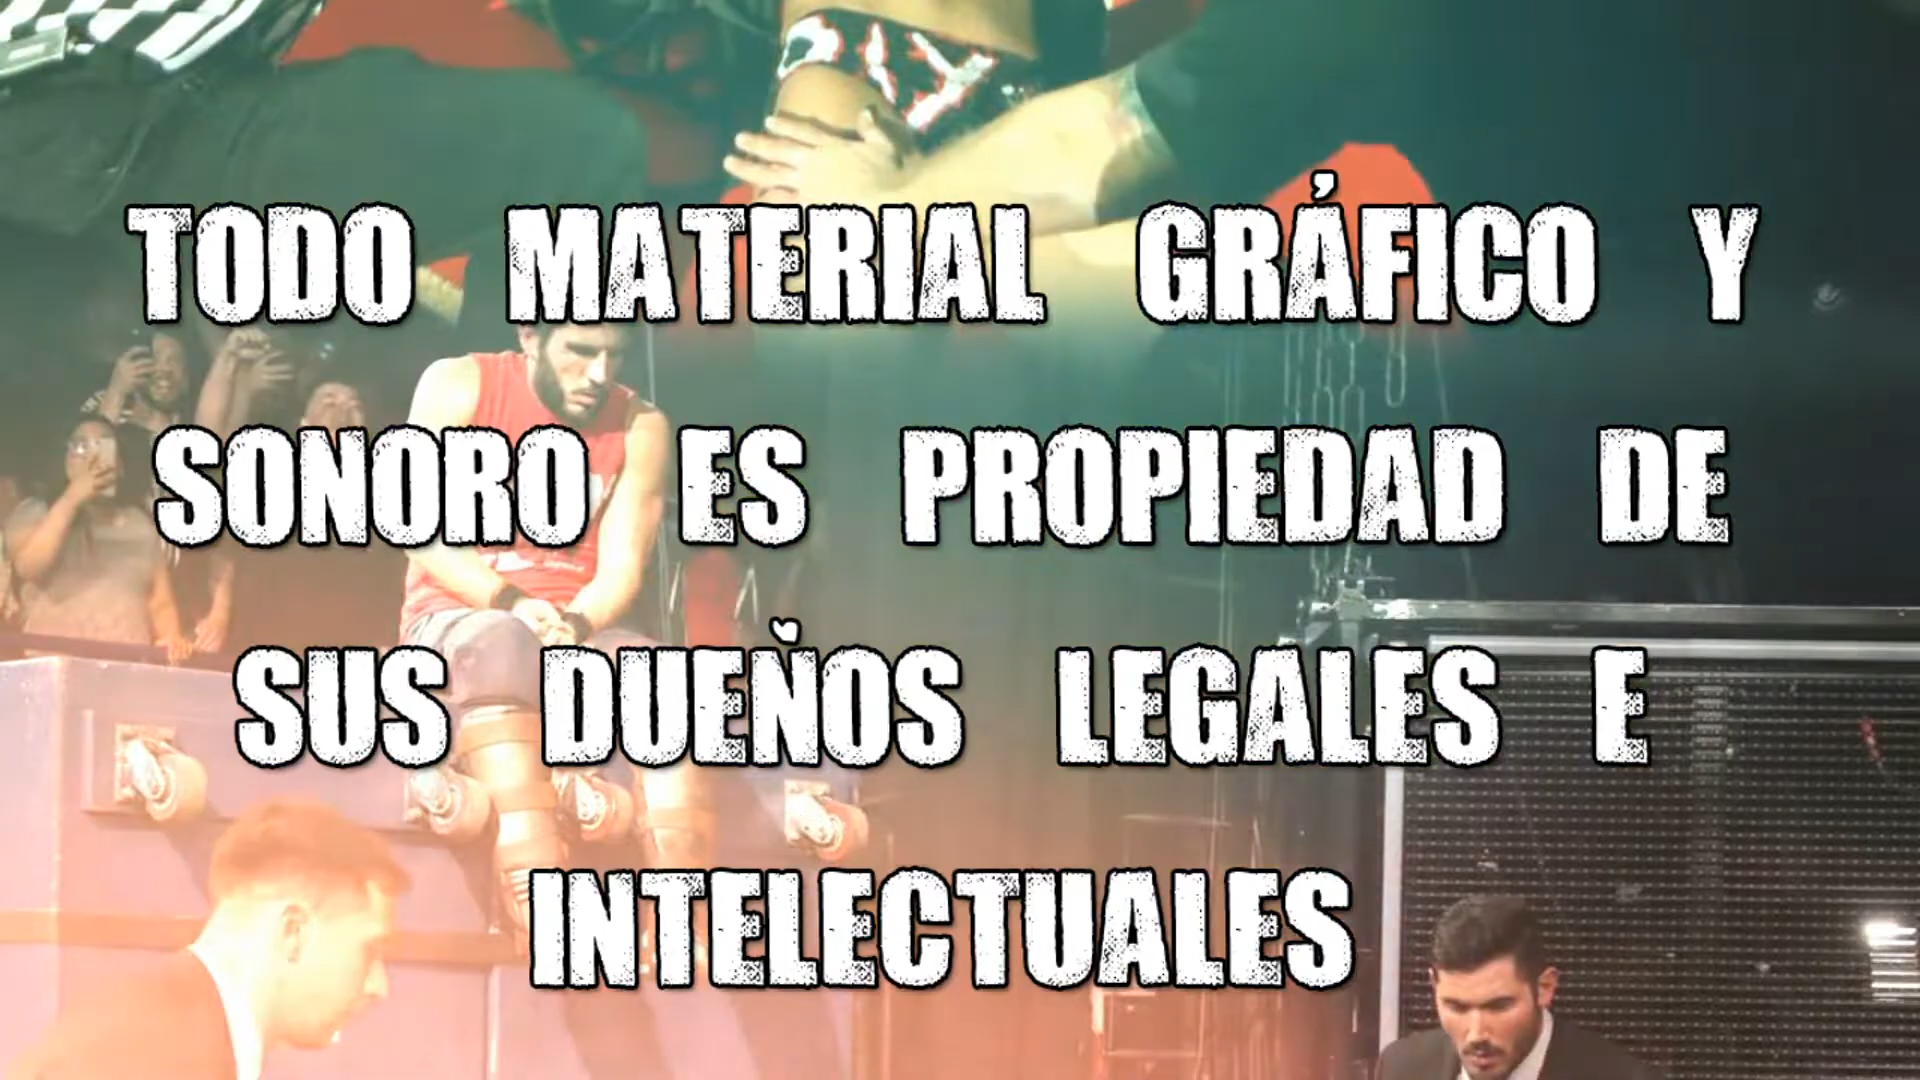 TODO MATERIAL GRÁFICO Y
SONORO ES PROPIEDAD DE
SUS DUEÑOS LEGALES E
INTELECTUALES